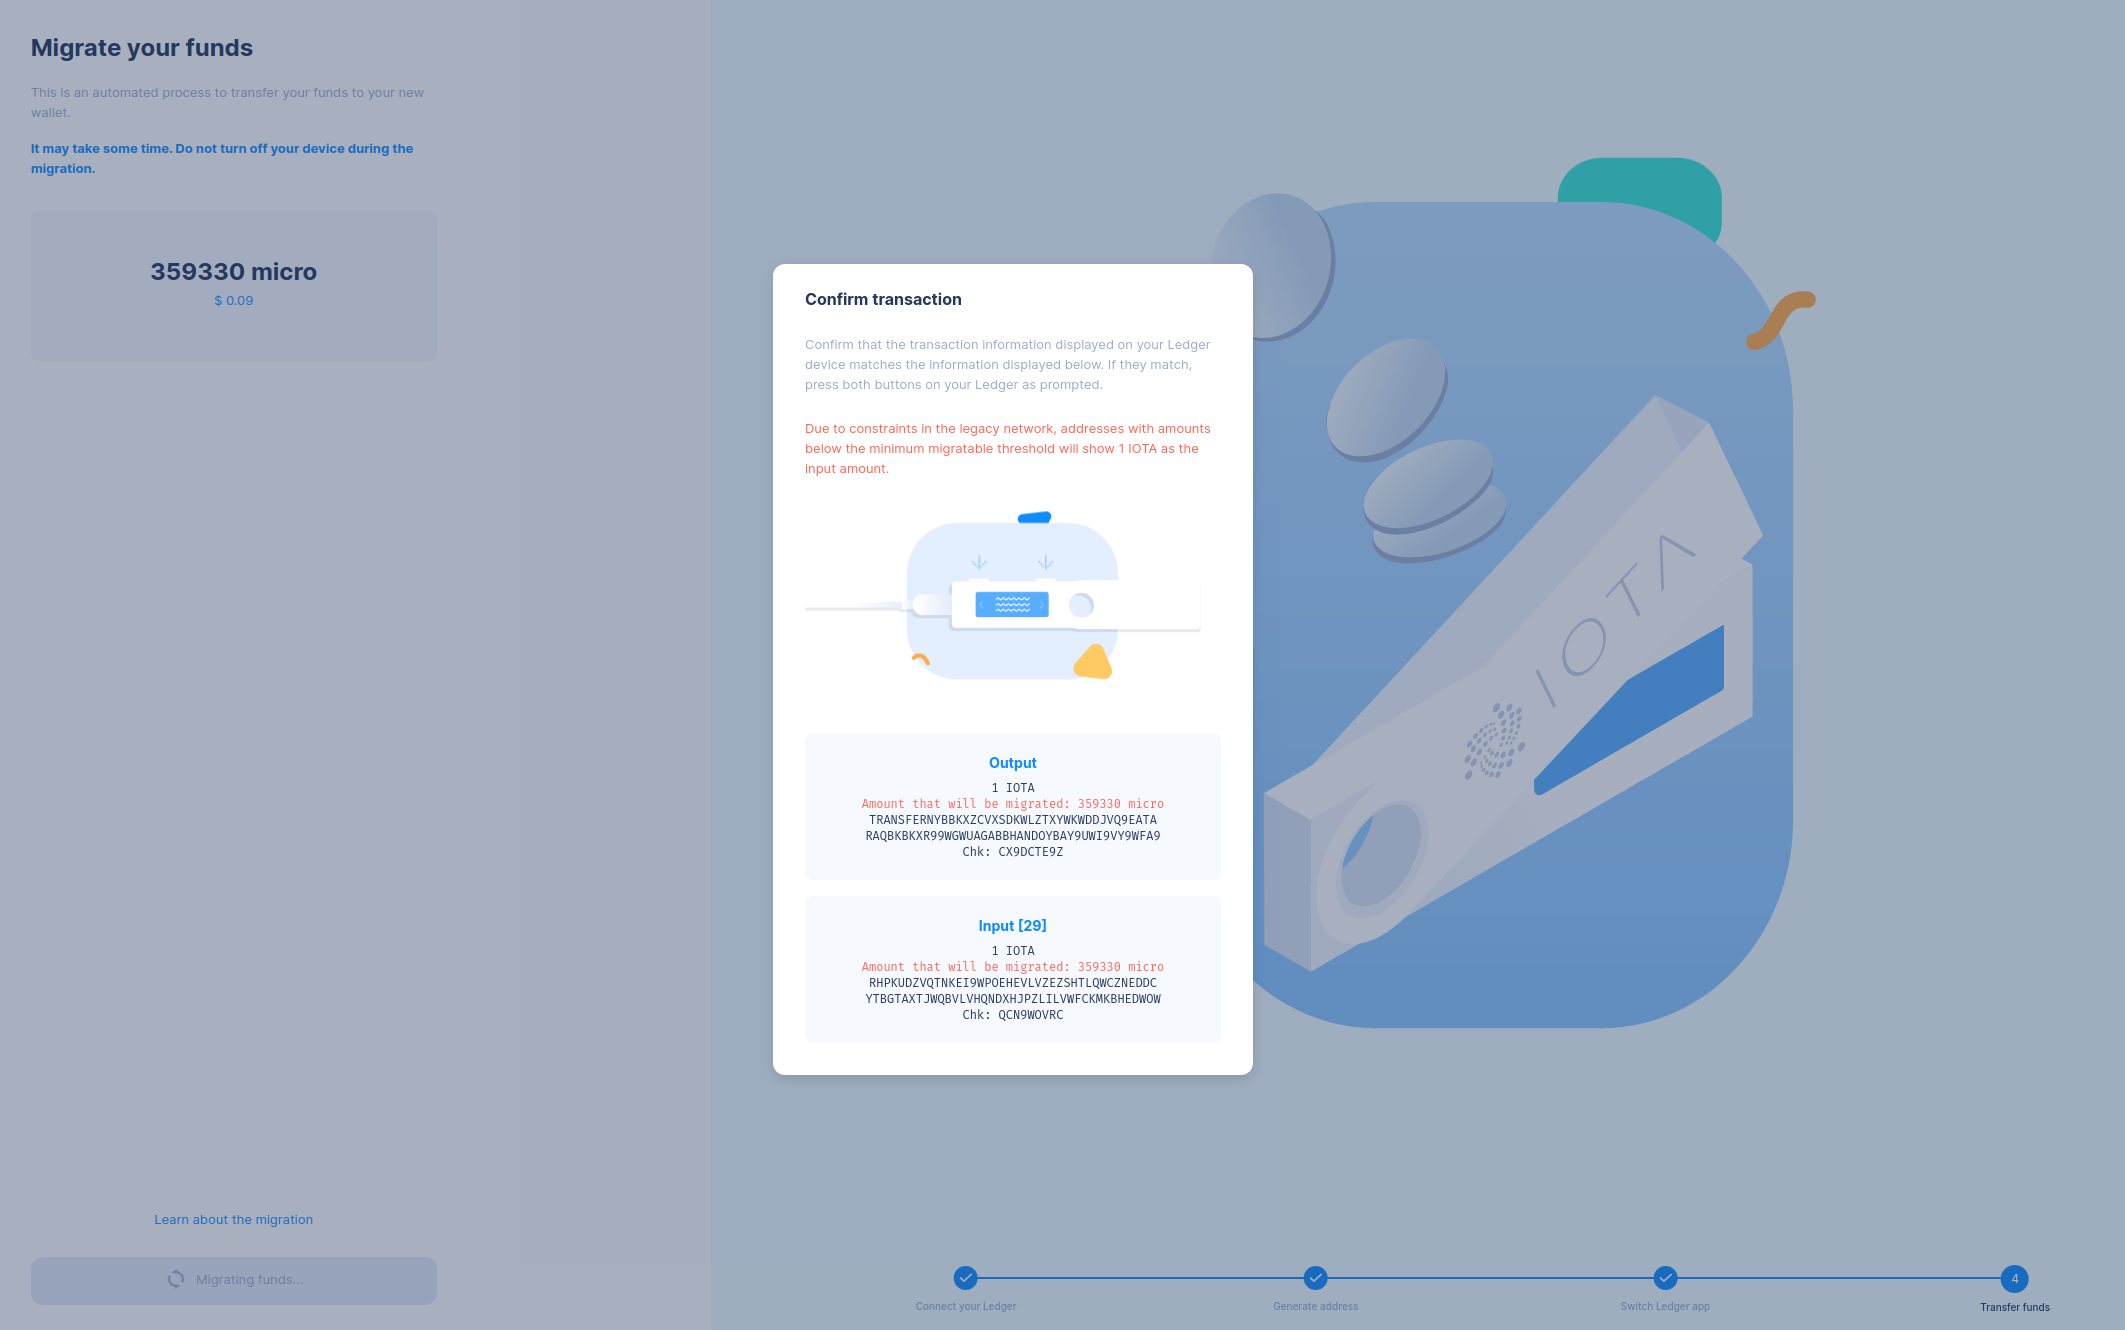 Migrate your funds
This is an automated process to transfer your funds to your new
wallet.
It may take some time. Do not turn off your device during the
migration.
359330 micro
$ 0.09
Learn about the migration
Migrating funds...
Confirm transaction
Confirm that the transaction information displayed on your Ledger
device matches the information displayed below. If they match,
press both buttons on your Ledger as prompted.
Due to constraints in the legacy network, addresses with amounts
below the minimum migratable threshold will show 1 IOTA as the
input amount.
Output
1 IOTA
Amount that will be migrated: 359330 micro
TRANSFERNYBBKXZCVXSDKWLZTXYWKWDDJVQ9EATA
RAQBKBKXR99WGWUAGABBHANDOYBAY9UWI9VY9WFA9
Chk: CX9DCTE9Z
Input [29]
1 IOTA
Amount that will be migrated: 359330 micro
RHPKUDZVQTNKEI9WPOEHEVLVZEZSHTLQWCZNEDDC
YTBGTAXTJWQBVLVHQNDXHJPZLILVWFCKMKBHEDWOW
Chk: QCN9WOVRC
IOTA
Connect your Ledger
Generate address
Switch Ledger app
4
Transfer funds